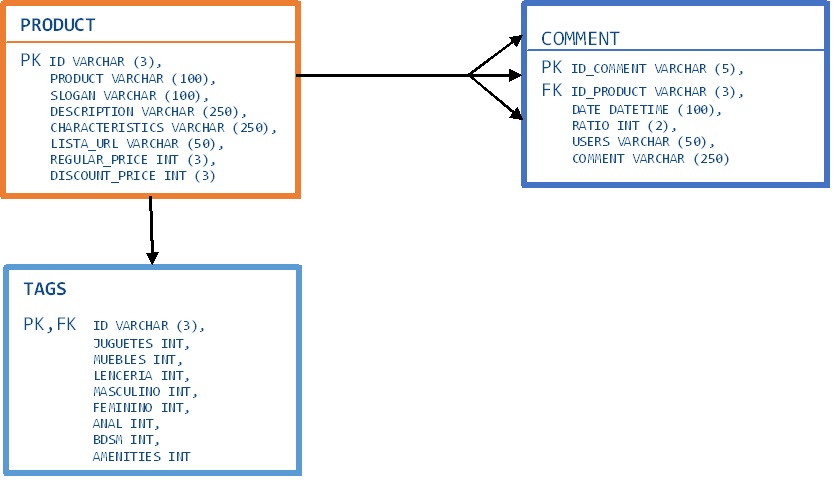 PRODUCT
PK ID VARCHAR (3),
PRODUCT VARCHAR (100),
SLOGAN VARCHAR (100),
DESCRIPTION VARCHAR (250),
CHARACTERISTICS VARCHAR (250),
LISTA_URL VARCHAR (50),
REGULAR_PRICE INT (3),
DISCOUNT_PRICE INT (3)
COMMENT
PK ID_COMMENT VARCHAR (5),
FK ID_PRODUCT VARCHAR (3),
DATE DATETIME (100),
RATIO INT (2),
USERS VARCHAR (50),
COMMENT VARCHAR (250)
TAGS
PK,FK ID VARCHAR (3),
JUGUETES INT,
MUEBLES INT,
LENCERIA INT,
MASCULINO INT,
FEMININO INT,
ANAL INT,
BDSM INT,
AMENITIES INT